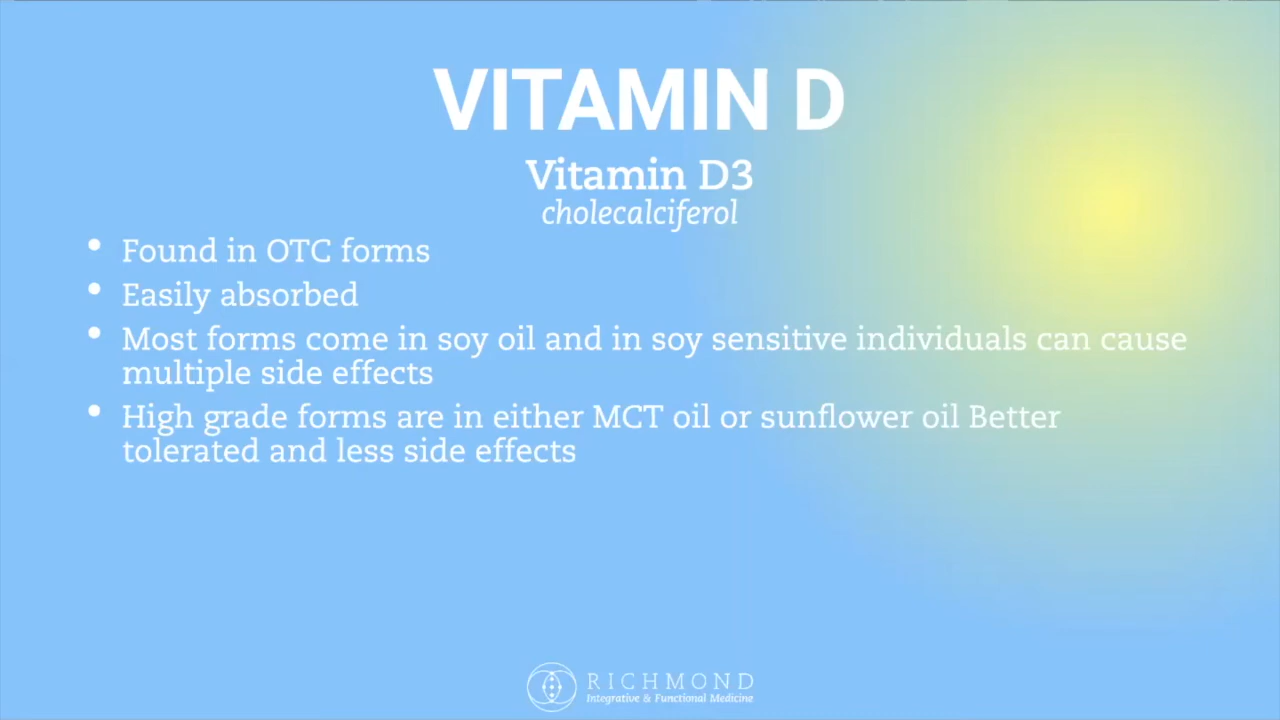 VITAMIN D
Vitamin D3
cholecalciferol
• Found in OTC forms
• Easily absorbed
• Most forms come in soy oil and in soy sensitive individuals can cause
multiple side effects
• High grade forms are in either MCT oil or sunflower oil Better
tolerated and less side effects
RICHMOND
Integrative & Functional Medicine